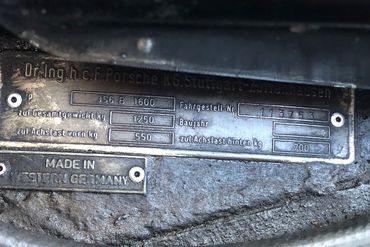 Dr. Ing. h.c. F. Porsche KG. Stuttgart-Zuffenhausen
356 B 1600 Fahrgestell-Nr.
zul Gesamtgewicht kg 1250 Baujahr
zul Achslast vorn kg 550 zul Achslast hinten kg 700
MADE IN
WESTERN GERMANY